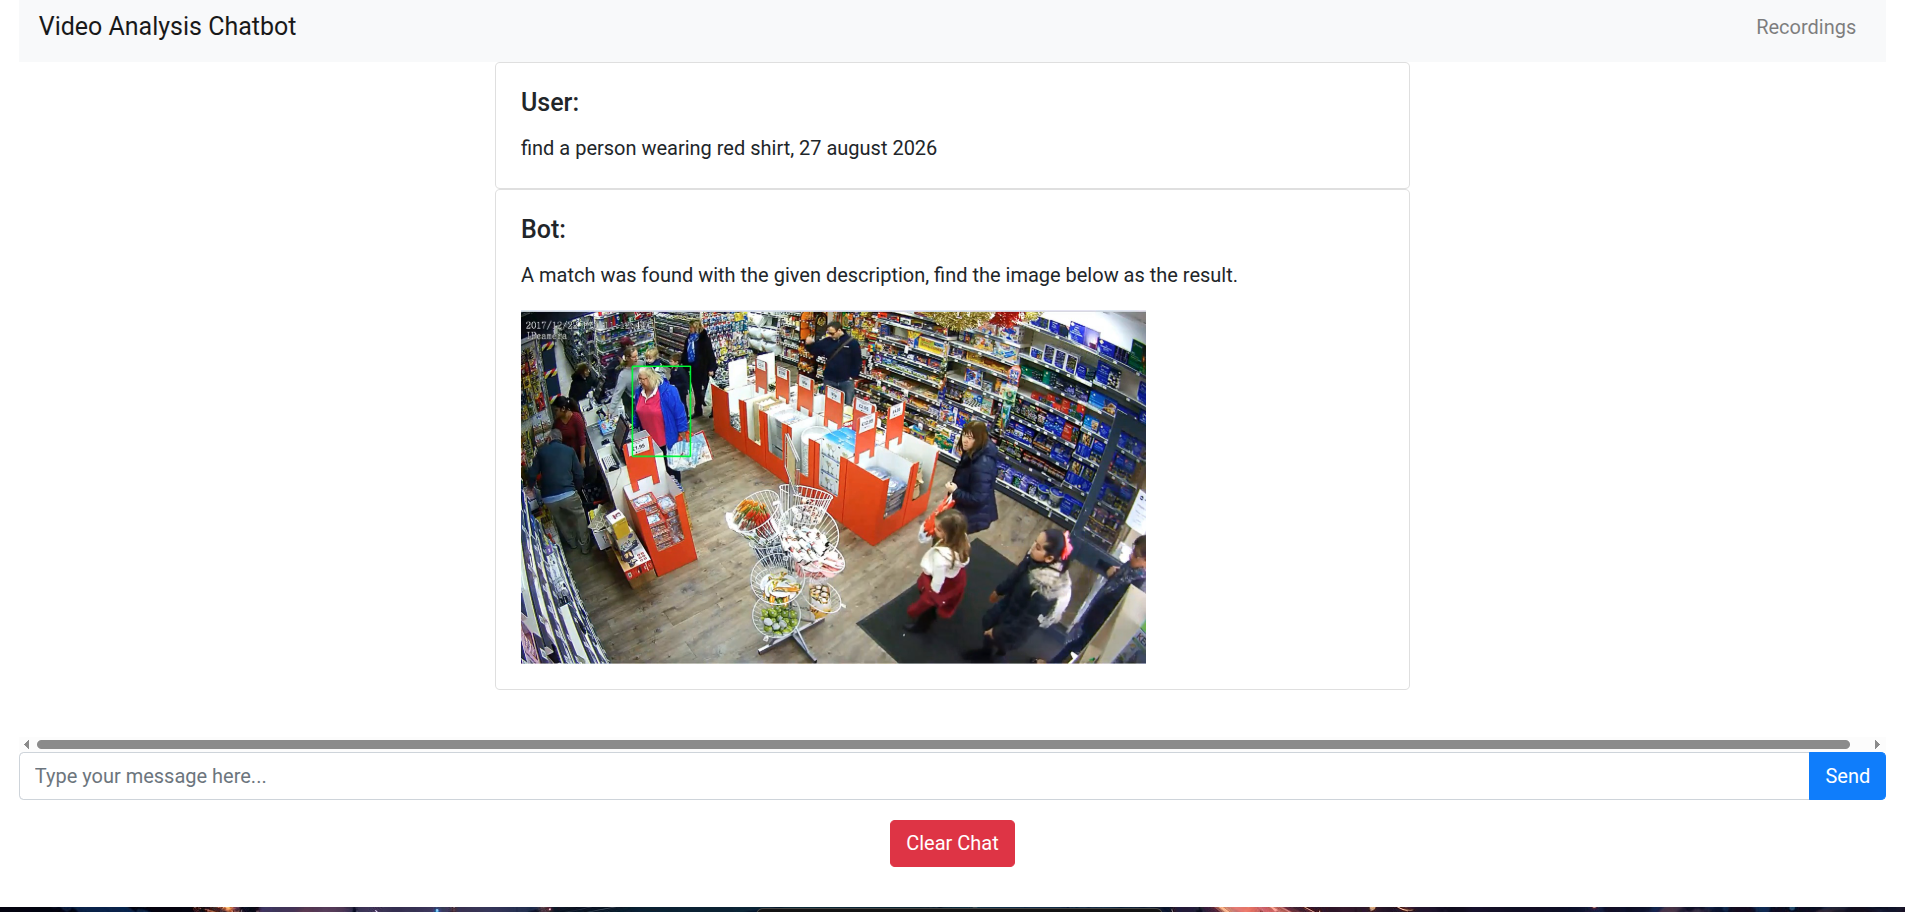 Video Analysis Chatbot
Recordings
User:
find a person wearing red shirt, 27 august 2026
Bot:
A match was found with the given description, find the image below as the result.
IPcamera
Type your message here...
Send
Clear Chat